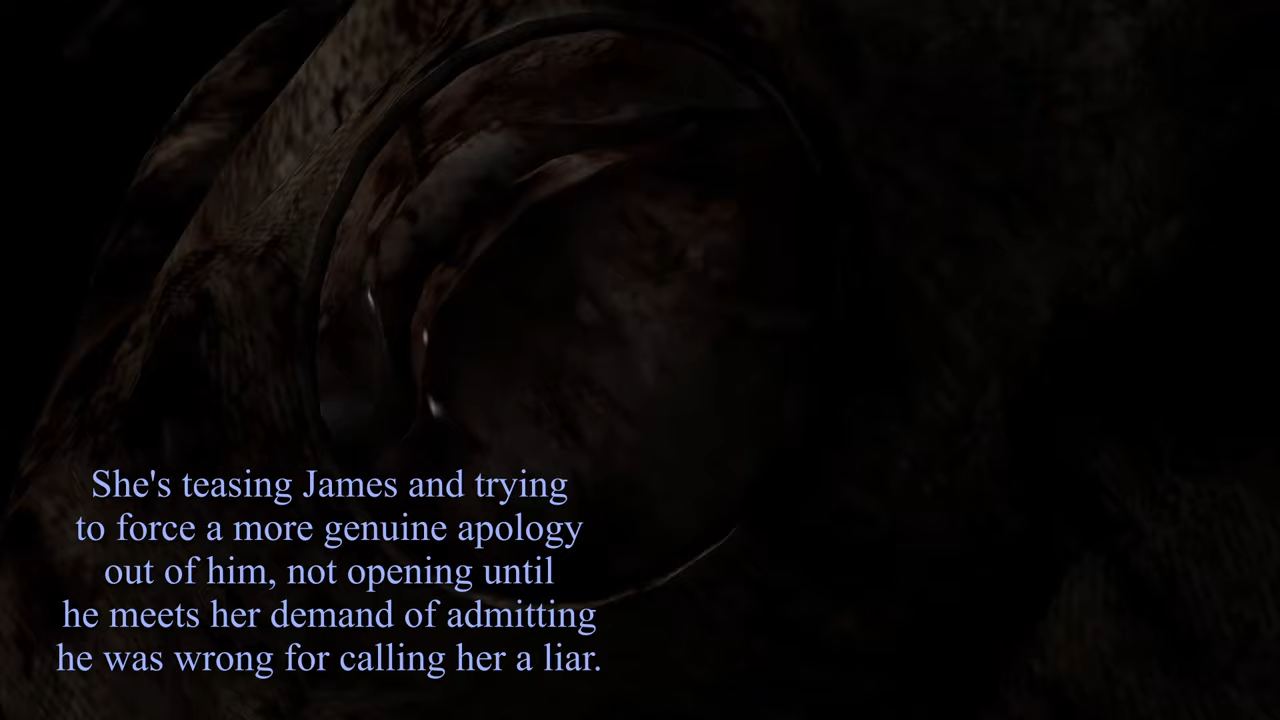 She's teasing James and trying
to force a more genuine apology
out of him, not opening until
he meets her demand of admitting
he was wrong for calling her a liar.